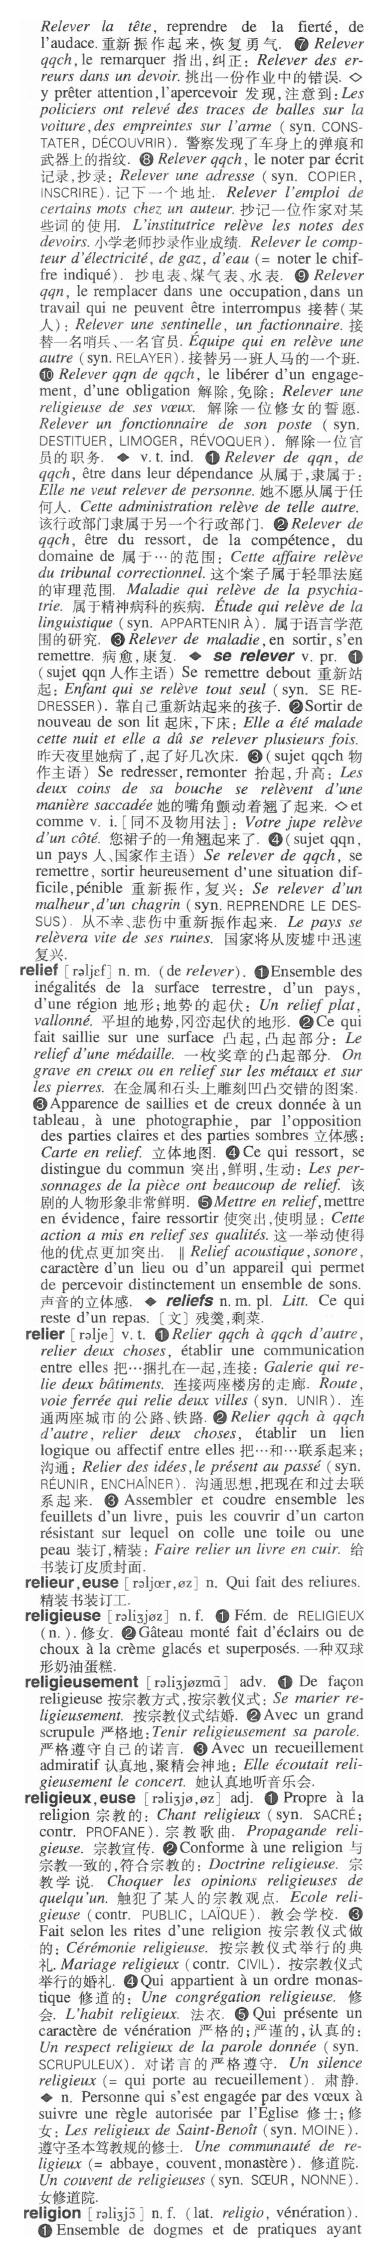 Relever la tête, reprendre de la fierté, de
l'audace. 重新振作起来, 恢复勇气. ❼ Relever
qqch, le remarquer 指出, 纠正: Relever des er-
reurs dans un devoir. 挑出一份作业中的错误. ◇
y prêter attention, l'apercevoir 发现, 注意到: Les
policiers ont relevé des traces de balles sur la
voiture, des empreintes sur l'arme ( syn. CONS-
TATER, DÉCOUVRIR). 警察发现了车身上的弹痕和
武器上的指纹. ❽ Relever qqch, le noter par écrit
记录, 抄录: Relever une adresse ( syn. COPIER,
INSCRIRE). 记下一个地址. Relever l'emploi de
certains mots chez un auteur. 抄记一位作家对某
些词的使用. L'institutrice relève les notes des
devoirs. 小学老师抄录作业成绩. Relever le comp-
teur d'électricité, de gaz, d'eau (= noter le chif-
fre indiqué). 抄电表、煤气表、水表. ❾ Relever
qqn, le remplacer dans une occupation, dans un
travail qui ne peuvent être interrompus 接替(某
人): Relever une sentinelle, un factionnaire. 接
替一名哨兵、一名官员. Équipe qui en relève une
autre (syn. RELAYER). 接替另一班人马的一个班.
❿ Relever qqn de qqch, le libérer d'un engage-
ment, d'une obligation 解除, 免除: Relever une
religieuse de ses vœux. 解除一位修女的誓愿.
Relever un fonctionnaire de son poste ( syn.
DESTITUER, LIMOGER, RÉVOQUER). 解除一位官
员的职务. ◆ v. t. ind. ❶ Relever de qqn, de
qqch, être dans leur dépendance 从属于, 隶属于:
Elle ne veut relever de personne. 她不愿从属于任
何人. Cette administration relève de telle autre.
该行政部门隶属于另一个行政部门. ❷ Relever de
qqch, être du ressort, de la compétence, du
domaine de 属于…的范围: Cette affaire relève
du tribunal correctionnel. 这个案子属于轻罪法庭
的审理范围. Maladie qui relève de la psychia-
trie. 属于精神病科的疾病. Étude qui relève de la
linguistique (syn. APPARTENIR À). 属于语言学范
围的研究. ❸ Relever de maladie, en sortir, s'en
remettre. 病愈, 康复. ◆ se relever v. pr. ❶
(sujet qqn 人作主语) Se remettre debout 重新站
起: Enfant qui se relève tout seul (syn. SE RE-
DRESSER). 靠自己重新站起来的孩子. ❷ Sortir de
nouveau de son lit 起床, 下床: Elle a été malade
cette nuit et elle a dû se relever plusieurs fois.
昨天夜里她病了, 起了好几次床. ❸ (sujet qqch 物
作主语) Se redresser, remonter 抬起, 升高: Les
deux coins de sa bouche se relèvent d'une
manière saccadée 她的嘴角颤动着翘了起来. ◇ et
comme v. i. [同不及物用法]: Votre jupe relève
d'un côté. 您裙子的一角翘起来了. ❹ (sujet qqn,
un pays 人、国家作主语) Se relever de qqch, se
remettre, sortir heureusement d'une situation dif-
ficile, pénible 重新振作, 复兴: Se relever d'un
malheur, d'un chagrin (syn. REPRENDRE LE DES-
SUS). 从不幸、悲伤中重新振作起来. Le pays se
relèvera vite de ses ruines. 国家将从废墟中迅速
复兴.
relief [rəljɛf] n. m. (de relever). ❶ Ensemble des
inégalités de la surface terrestre, d'un pays,
d'une région 地形; 地势的起伏: Un relief plat,
vallonné. 平坦的地势, 冈峦起伏的地形. ❷ Ce qui
fait saillie sur une surface 凸起, 凸起部分: Le
relief d'une médaille. 一枚奖章的凸起部分. On
grave en creux ou en relief sur les métaux et sur
les pierres. 在金属和石头上雕刻凹凸交错的图案.
❸ Apparence de saillies et de creux donnée à un
tableau, à une photographie, par l'opposition
des parties claires et des parties sombres 立体感:
Carte en relief. 立体地图. ❹ Ce qui ressort, se
distingue du commun 突出, 鲜明, 生动: Les per-
sonnages de la pièce ont beaucoup de relief. 该
剧的人物形象非常鲜明. ❺ Mettre en relief, mettre
en évidence, faire ressortir 使突出, 使明显: Cette
action a mis en relief ses qualités. 这一举动使得
他的优点更加突出. ‖ Relief acoustique, sonore,
caractère d'un lieu ou d'un appareil qui permet
de percevoir distinctement un ensemble de sons.
声音的立体感. ◆ reliefs n. m. pl. Litt. Ce qui
reste d'un repas. [文] 残羹, 剩菜.
relier [rəlje] v. t. ❶ Relier qqch à qqch d'autre,
relier deux choses, établir une communication
entre elles 把…捆扎在一起, 连接: Galerie qui re-
lie deux bâtiments. 连接两座楼房的走廊. Route,
voie ferrée qui relie deux villes (syn. UNIR). 连
通两座城市的公路、铁路. ❷ Relier qqch à qqch
d'autre, relier deux choses, établir un lien
logique ou affectif entre elles 把…和…联系起来;
沟通: Relier des idées, le présent au passé (syn.
RÉUNIR, ENCHAÎNER). 沟通思想, 把现在和过去联
系起来. ❸ Assembler et coudre ensemble les
feuillets d'un livre, puis les couvrir d'un carton
résistant sur lequel on colle une toile ou une
peau 装订, 精装: Faire relier un livre en cuir. 给
书装订皮质封面.
relieur, euse [rəljœr, øz] n. Qui fait des reliures.
精装书装订工.
religieuse [rəliʒjøz] n. f. ❶ Fém. de RELIGIEUX
(n.). 修女. ❷ Gâteau monté fait d'éclairs ou de
choux à la crème glacés et superposés. 一种双球
形奶油蛋糕.
religieusement [rəliʒjøzmɑ̃] adv. ❶ De façon
religieuse 按宗教方式, 按宗教仪式: Se marier re-
ligieusement. 按宗教仪式结婚. ❷ Avec un grand
scrupule 严格地: Tenir religieusement sa parole.
严格遵守自己的诺言. ❸ Avec un recueillement
admiratif 认真地, 聚精会神地: Elle écoutait reli-
gieusement le concert. 她认真地听音乐会.
religieux, euse [rəliʒjø, øz] adj. ❶ Propre à la
religion 宗教的: Chant religieux (syn. SACRÉ;
contr. PROFANE). 宗教歌曲. Propagande reli-
gieuse. 宗教宣传. ❷ Conforme à une religion 与
宗教一致的, 符合宗教的: Doctrine religieuse. 宗
教学说. Choquer les opinions religieuses de
quelqu'un. 触犯了某人的宗教观点. Ecole reli-
gieuse (contr. PUBLIC, LAÏQUE). 教会学校. ❸
Fait selon les rites d'une religion 按宗教仪式做
的: Cérémonie religieuse. 按宗教仪式举行的典
礼. Mariage religieux (contr. CIVIL). 按宗教仪式
举行的婚礼. ❹ Qui appartient à un ordre monas-
tique 修道的: Une congrégation religieuse. 修
会. L'habit religieux. 法衣. ❺ Qui présente un
caractère de vénération 严格的; 严谨的, 认真的:
Un respect religieux de la parole donnée (syn.
SCRUPULEUX). 对诺言的严格遵守. Un silence
religieux (= qui porte au recueillement). 肃静.
◆ n. Personne qui s'est engagée par des vœux à
suivre une règle autorisée par l'Eglise 修士; 修
女: Les religieux de Saint-Benoît (syn. MOINE).
遵守圣本笃教规的修士. Une communauté de re-
ligieux (= abbaye, couvent, monastère). 修道院.
Un couvent de religieuses (syn. SŒUR, NONNE).
女修道院.
religion [rəliʒjɔ̃] n. f. (lat. religio, vénération).
❶ Ensemble de dogmes et de pratiques ayant